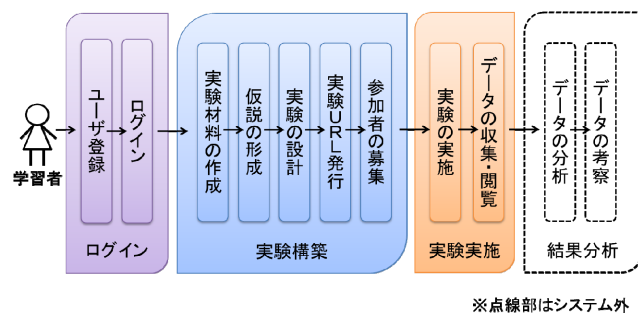 学習者
ユーザ登録
ログイン
ログイン
実験材料の作成
仮説の形成
実験の設計
実験URL発行
参加者の募集
実験構築
実験の実施
データの収集・閲覧
実験実施
データの分析
データの考察
結果分析
※点線部はシステム外